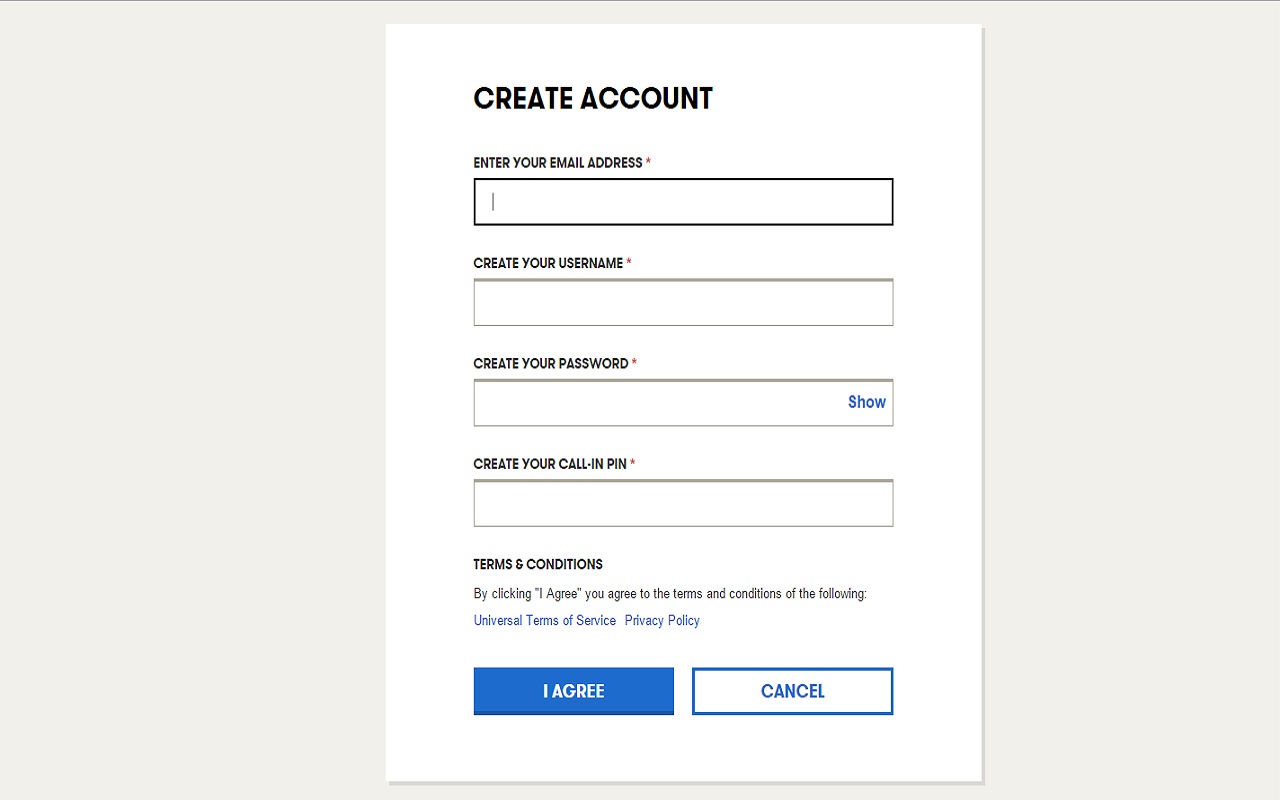 CREATE ACCOUNT
ENTER YOUR EMAIL ADDRESS *
CREATE YOUR USERNAME *
CREATE YOUR PASSWORD *
Show
CREATE YOUR CALL-IN PIN *
TERMS & CONDITIONS
By clicking "I Agree" you agree to the terms and conditions of the following:
Universal Terms of Service Privacy Policy
I AGREE CANCEL